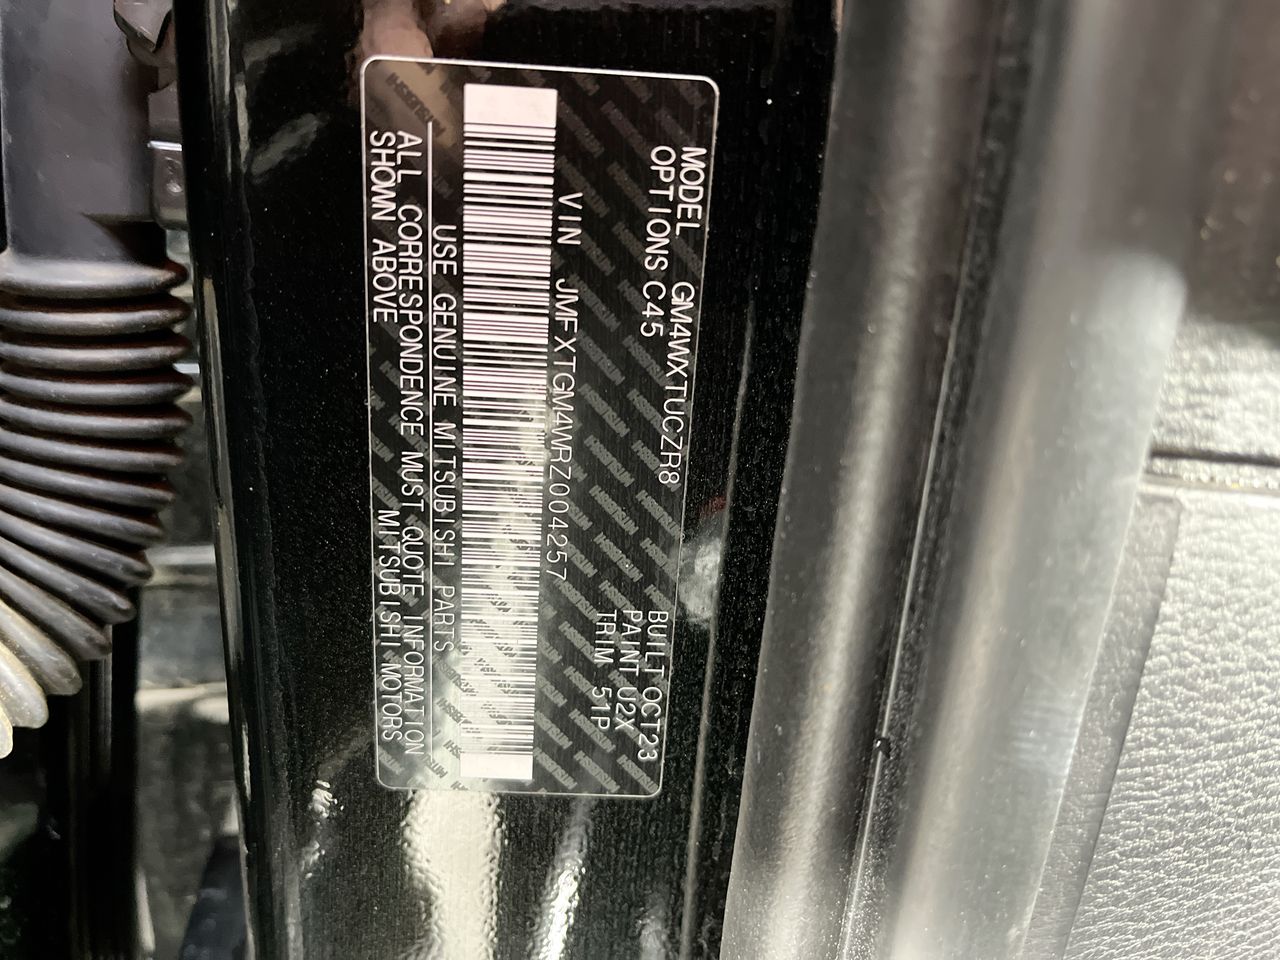 MODEL GM4WXTUCZR8
OPTIONS C45
BUILT OCT23
PAINT U2X
TRIM 51P
VIN JMFXTGM4WRZ004257
USE GENUINE MITSUBISHI PARTS
ALL CORRESPONDENCE MUST QUOTE INFORMATION
SHOWN ABOVE MITSUBISHI MOTORS